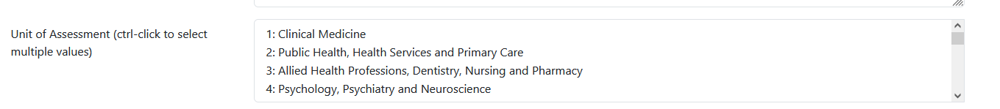 Unit of Assessment (ctrl-click to select
multiple values)
1: Clinical Medicine
2: Public Health, Health Services and Primary Care
3: Allied Health Professions, Dentistry, Nursing and Pharmacy
4: Psychology, Psychiatry and Neuroscience